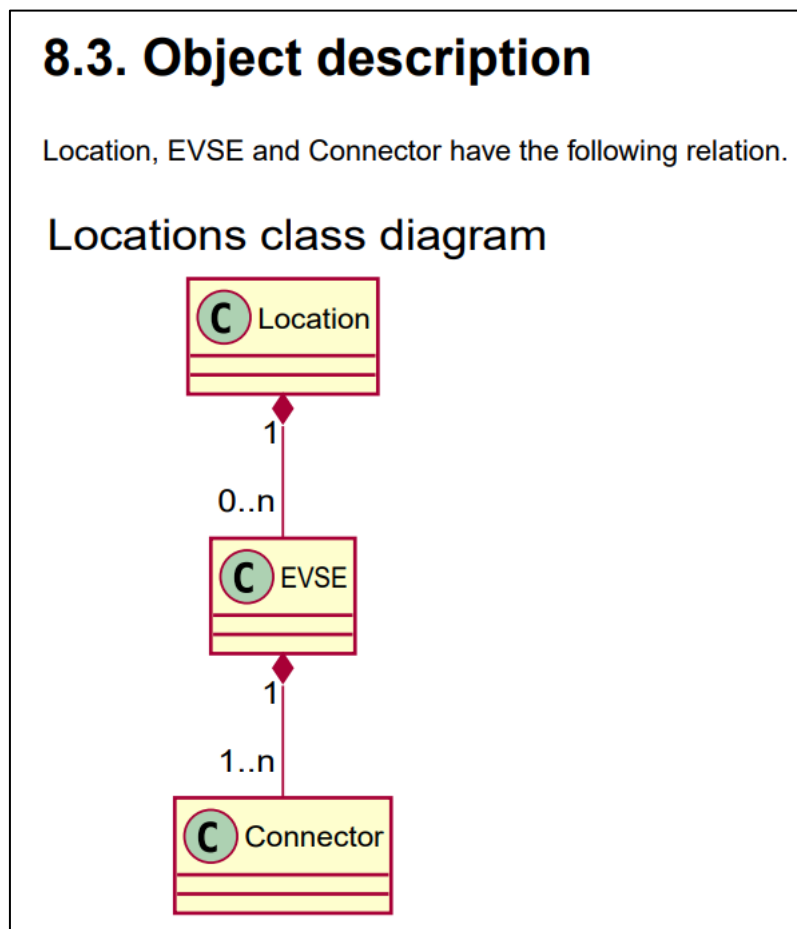 8.3. Object description
Location, EVSE and Connector have the following relation.
Locations class diagram
C Location
1
0..n
C EVSE
1
1..n
C Connector